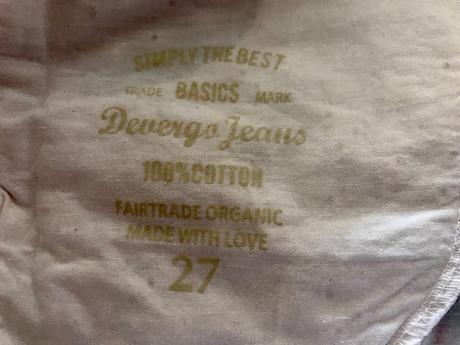 SIMPLY THE BEST
TRADE BASICS MARK
Devergo Jeans
100%COTTON
FAIRTRADE ORGANIC
MADE WITH LOVE
27